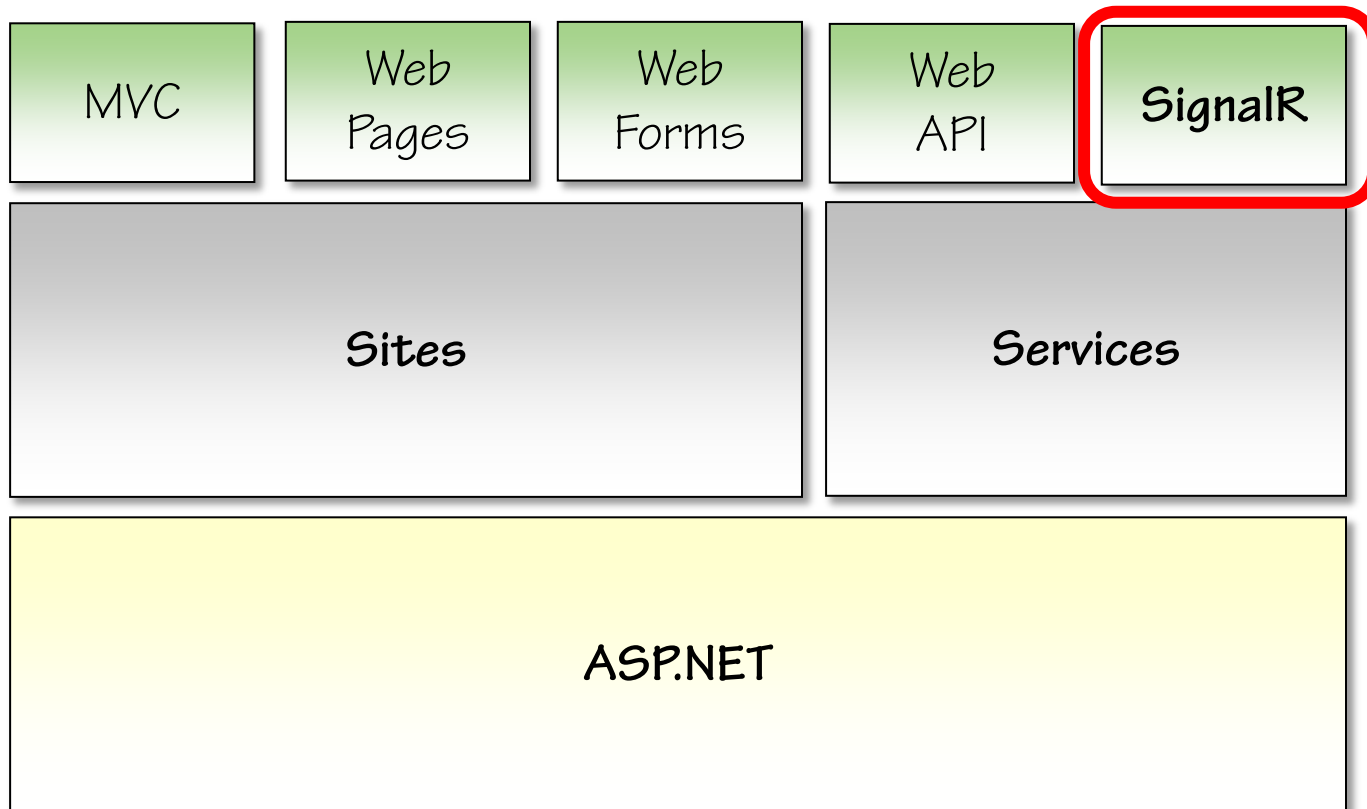 MVC
Web
Pages
Web
Forms
Web
API
SignalR
Sites
Services
ASP.NET